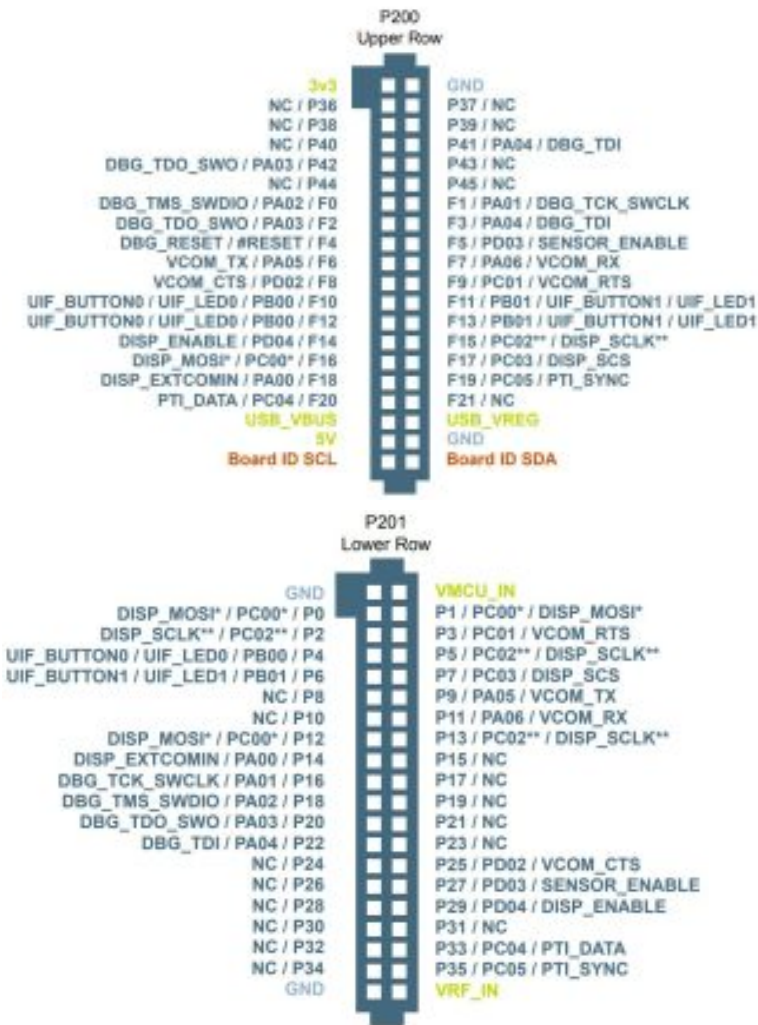 P200
Upper Row
3v3 GND
NC / P36 P37 / NC
NC / P38 P39 / NC
NC / P40 P41 / PA04 / DBG_TDI
DBG_TDO_SWO / PA03 / P42 P43 / NC
NC / P44 P45 / NC
DBG_TMS_SWDIO / PA02 / F0 F1 / PA01 / DBG_TCK_SWCLK
DBG_TDO_SWO / PA03 / F2 F3 / PA04 / DBG_TDI
DBG_RESET / #RESET / F4 F5 / PD03 / SENSOR_ENABLE
VCOM_TX / PA05 / F6 F7 / PA06 / VCOM_RX
VCOM_CTS / PD02 / F8 F9 / PC01 / VCOM_RTS
UIF_BUTTON0 / UIF_LED0 / PB00 / F10 F11 / PB01 / UIF_BUTTON1 / UIF_LED1
UIF_BUTTON0 / UIF_LED0 / PB00 / F12 F13 / PB01 / UIF_BUTTON1 / UIF_LED1
DISP_ENABLE / PD04 / F14 F15 / PC02** / DISP_SCLK**
DISP_MOSI* / PC00* / F16 F17 / PC03 / DISP_SCS
DISP_EXTCOMIN / PA00 / F18 F19 / PC05 / PTI_SYNC
PTI_DATA / PC04 / F20 F21 / NC
USB_VBUS USB_VREG
5V GND
Board ID SCL Board ID SDA
P201
Lower Row
GND VMCU_IN
DISP_MOSI* / PC00* / P0 P1 / PC00* / DISP_MOSI*
DISP_SCLK** / PC02** / P2 P3 / PC01 / VCOM_RTS
UIF_BUTTON0 / UIF_LED0 / PB00 / P4 P5 / PC02** / DISP_SCLK**
UIF_BUTTON1 / UIF_LED1 / PB01 / P6 P7 / PC03 / DISP_SCS
NC / P8 P9 / PA05 / VCOM_TX
NC / P10 P11 / PA06 / VCOM_RX
DISP_MOSI* / PC00* / P12 P13 / PC02** / DISP_SCLK**
DISP_EXTCOMIN / PA00 / P14 P15 / NC
DBG_TCK_SWCLK / PA01 / P16 P17 / NC
DBG_TMS_SWDIO / PA02 / P18 P19 / NC
DBG_TDO_SWO / PA03 / P20 P21 / NC
DBG_TDI / PA04 / P22 P23 / NC
NC / P24 P25 / PD02 / VCOM_CTS
NC / P26 P27 / PD03 / SENSOR_ENABLE
NC / P28 P29 / PD04 / DISP_ENABLE
NC / P30 P31 / NC
NC / P32 P33 / PC04 / PTI_DATA
NC / P34 P35 / PC05 / PTI_SYNC
GND VRF_IN